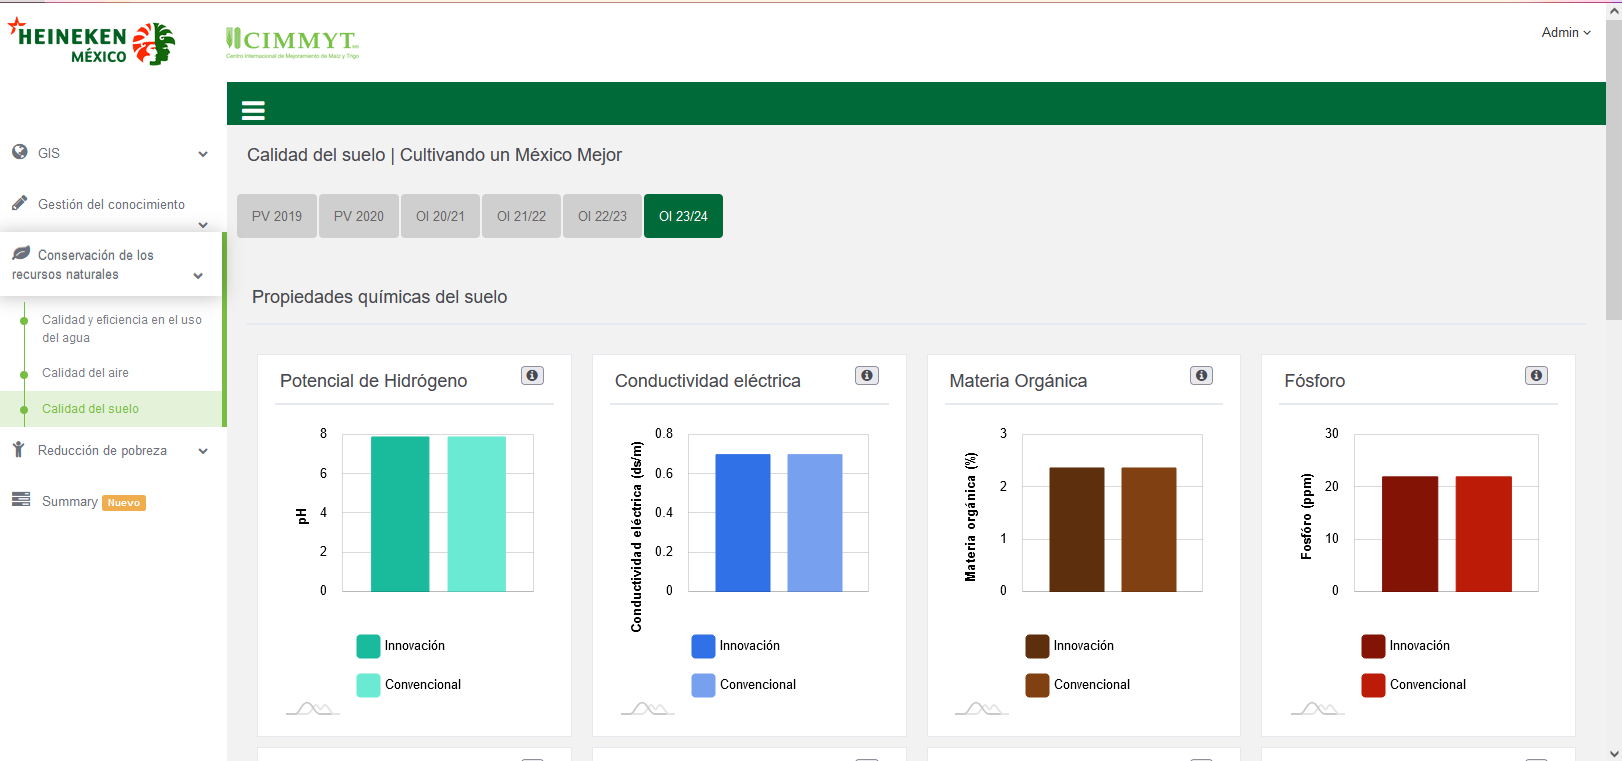 HEINEKEN
MÉXICO
CIMMYT
Centro Internacional de Mejoramiento de Maíz y Trigo
Admin
GIS
Gestión del conocimiento
Conservación de los
recursos naturales
Calidad y eficiencia en el uso
del agua
Calidad del aire
Calidad del suelo
Reducción de pobreza
Summary Nuevo
Calidad del suelo | Cultivando un México Mejor
PV 2019 PV 2020 OI 20/21 OI 21/22 OI 22/23 OI 23/24
Propiedades químicas del suelo
Potencial de Hidrógeno
8
6
4
2
0
pH
Innovación
Convencional
Conductividad eléctrica
0.8
0.6
0.4
0.2
0
Conductividad eléctrica (ds/m)
Innovación
Convencional
Materia Orgánica
3
2
1
0
Materia orgánica (%)
Innovación
Convencional
Fósforo
30
20
10
0
Fosfóro (ppm)
Innovación
Convencional